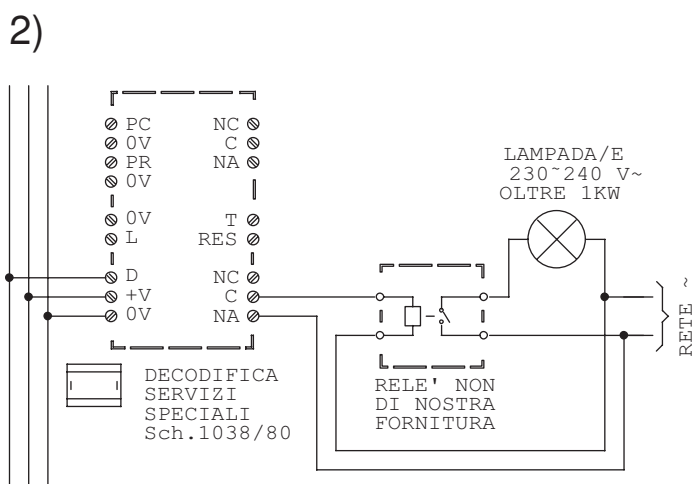 2)
PC NC
0V C
PR NA
0V
0V T
L RES
D NC
+V C
0V NA
LAMPADA/E
230~240 V~
OLTRE 1KW
RETE ~
DECODIFICA
SERVIZI
SPECIALI
Sch.1038/80
RELE' NON
DI NOSTRA
FORNITURA